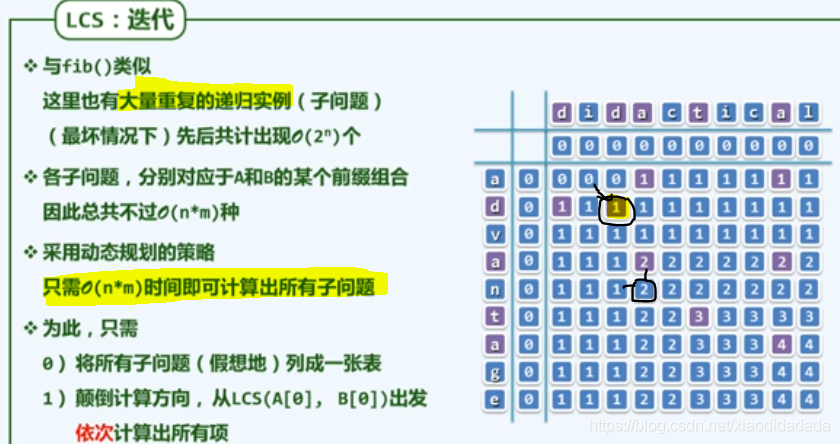 LCS：迭代
❖ 与fib()类似
这里也有大量重复的递归实例（子问题）
（最坏情况下）先后共计出现O(2ⁿ)个
❖ 各子问题，分别对应于A和B的某个前缀组合
因此总共不过O(n*m)种
❖ 采用动态规划的策略
只需O(n*m)时间即可计算出所有子问题
❖ 为此，只需
0）将所有子问题（假想地）列成一张表
1）颠倒计算方向，从LCS(A[0], B[0])出发
依次计算出所有项
d i d a c t i c a l
0 0 0 0 0 0 0 0 0 0
a 0 0 0 0 1 1 1 1 1 1 1
d 0 1 1 1 1 1 1 1 1 1 1
v 0 1 1 1 1 1 1 1 1 1 1
a 0 1 1 1 2 2 2 2 2 2 2
n 0 1 1 1 2 2 2 2 2 2 2
t 0 1 1 1 2 2 3 3 3 3 3
a 0 1 1 1 2 2 3 3 3 4 4
g 0 1 1 1 2 2 3 3 3 4 4
e 0 1 1 1 2 2 3 3 3 4 4
https://blog.csdn.net/xiaodidadada